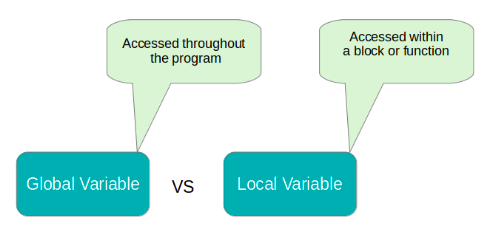 Accessed throughout
the program
Accessed within
a block or function
Global Variable
VS
Local Variable